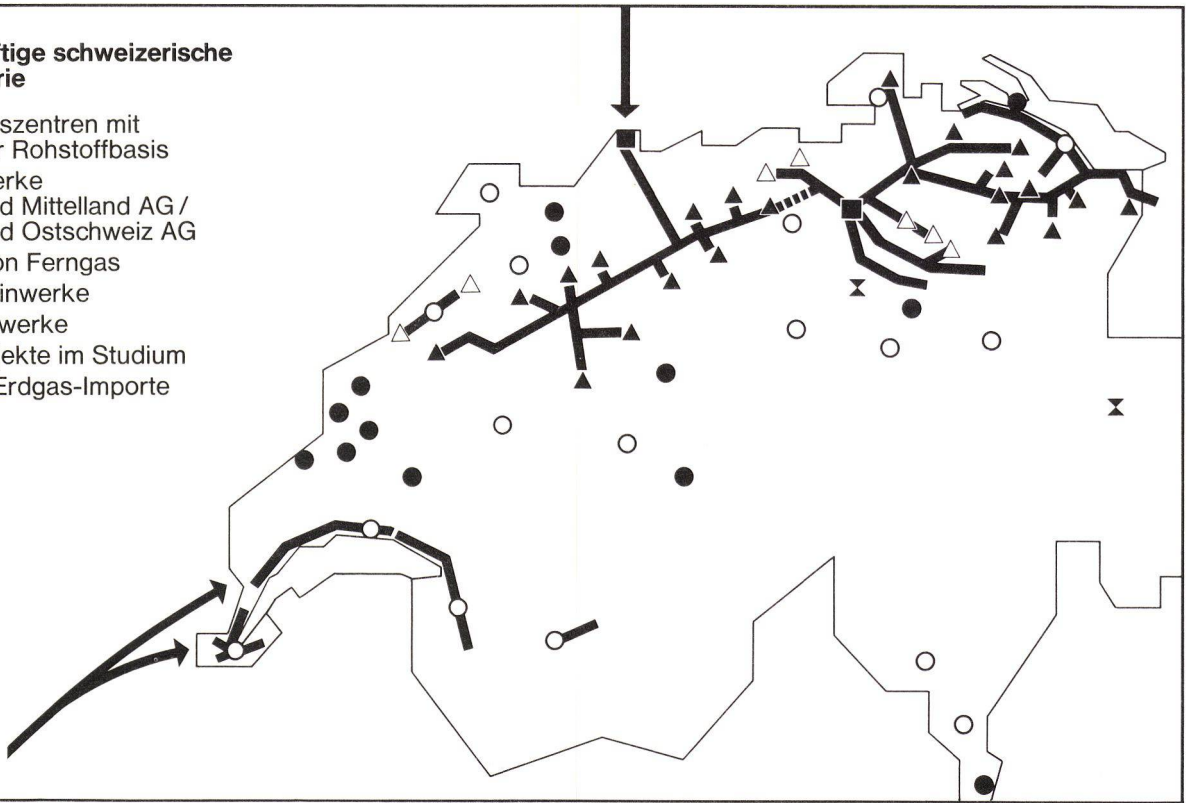 ftige schweizerische
rie
szentren mit
r Rohstoffbasis
erke
d Mittelland AG /
d Ostschweiz AG
on Ferngas
inwerke
werke
ekte im Studium
Erdgas-Importe